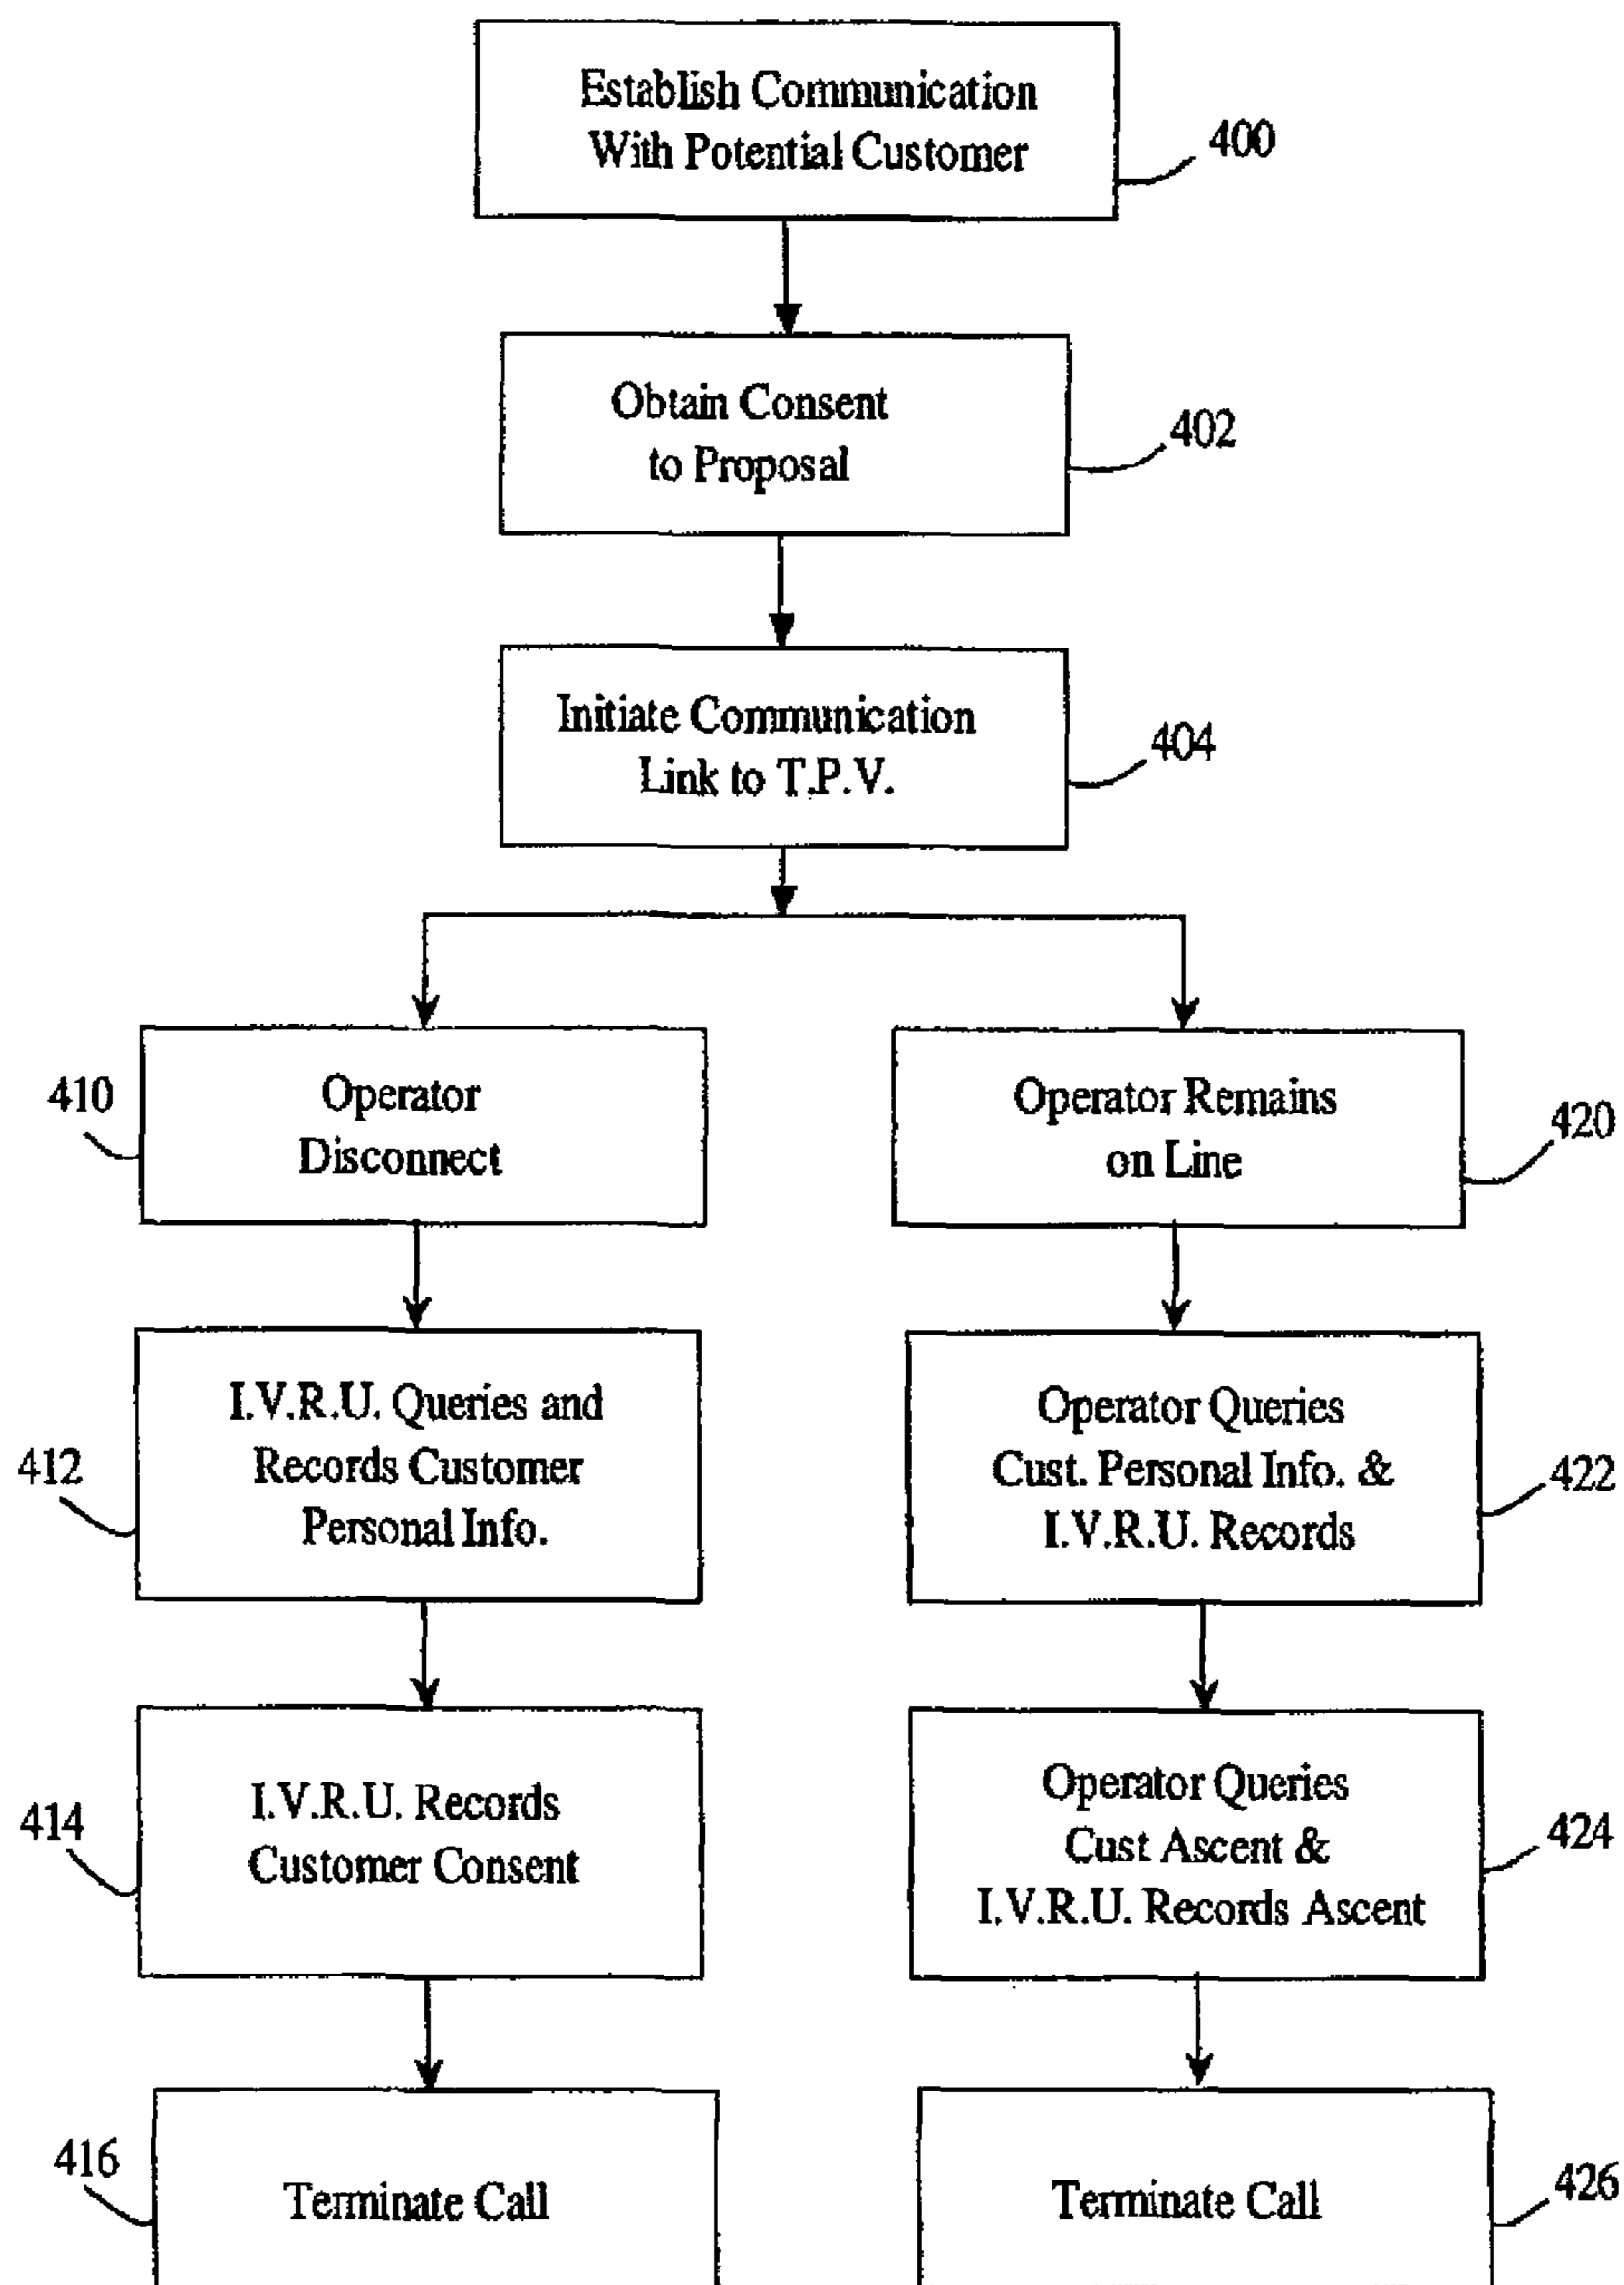 Establish Communication
With Potential Customer
400
Obtain Consent
to Proposal
402
Initiate Communication
Link to T.P.V.
404
Operator
Disconnect
410
Operator Remains
on Line
420
I.V.R.U. Queries and
Records Customer
Personal Info.
412
Operator Queries
Cust. Personal Info. &
I.V.R.U. Records
422
I.V.R.U. Records
Customer Consent
414
Operator Queries
Cust Ascent &
I.V.R.U. Records Ascent
424
Terminate Call
416
Terminate Call
426